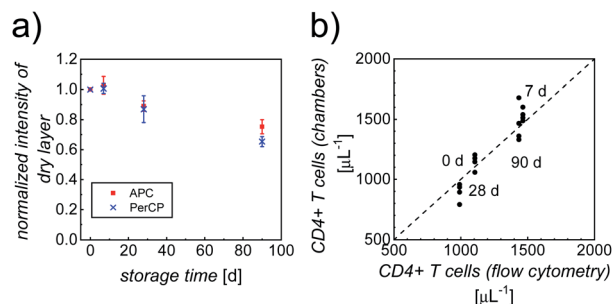 a)
normalized intensity of
dry layer
1.2
1.0
0.8
0.6
0.4
0.2
0.0
APC
PerCP
0 20 40 60 80 100
storage time [d]
b)
CD4+ T cells (chambers)
[μL-1]
2000
1500
1000
500
7 d
0 d
90 d
28 d
500 1000 1500 2000
CD4+ T cells (flow cytometry)
[μL-1]